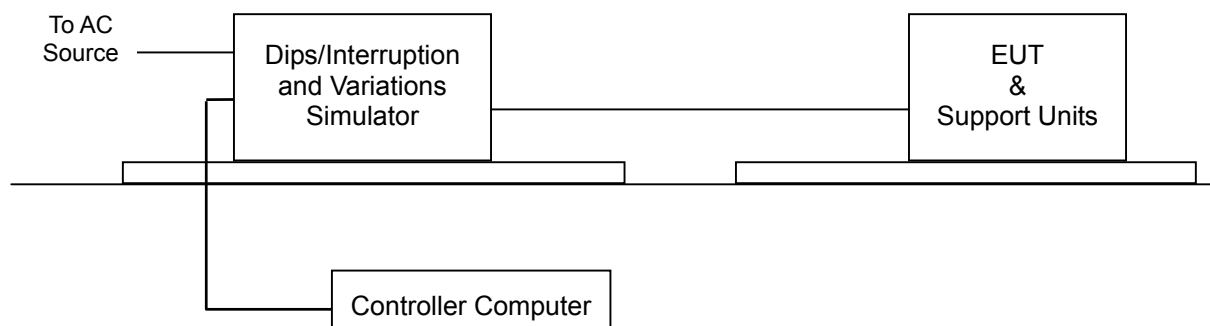 To AC
Source
Dips/Interruption
and Variations
Simulator
EUT
&
Support Units
Controller Computer